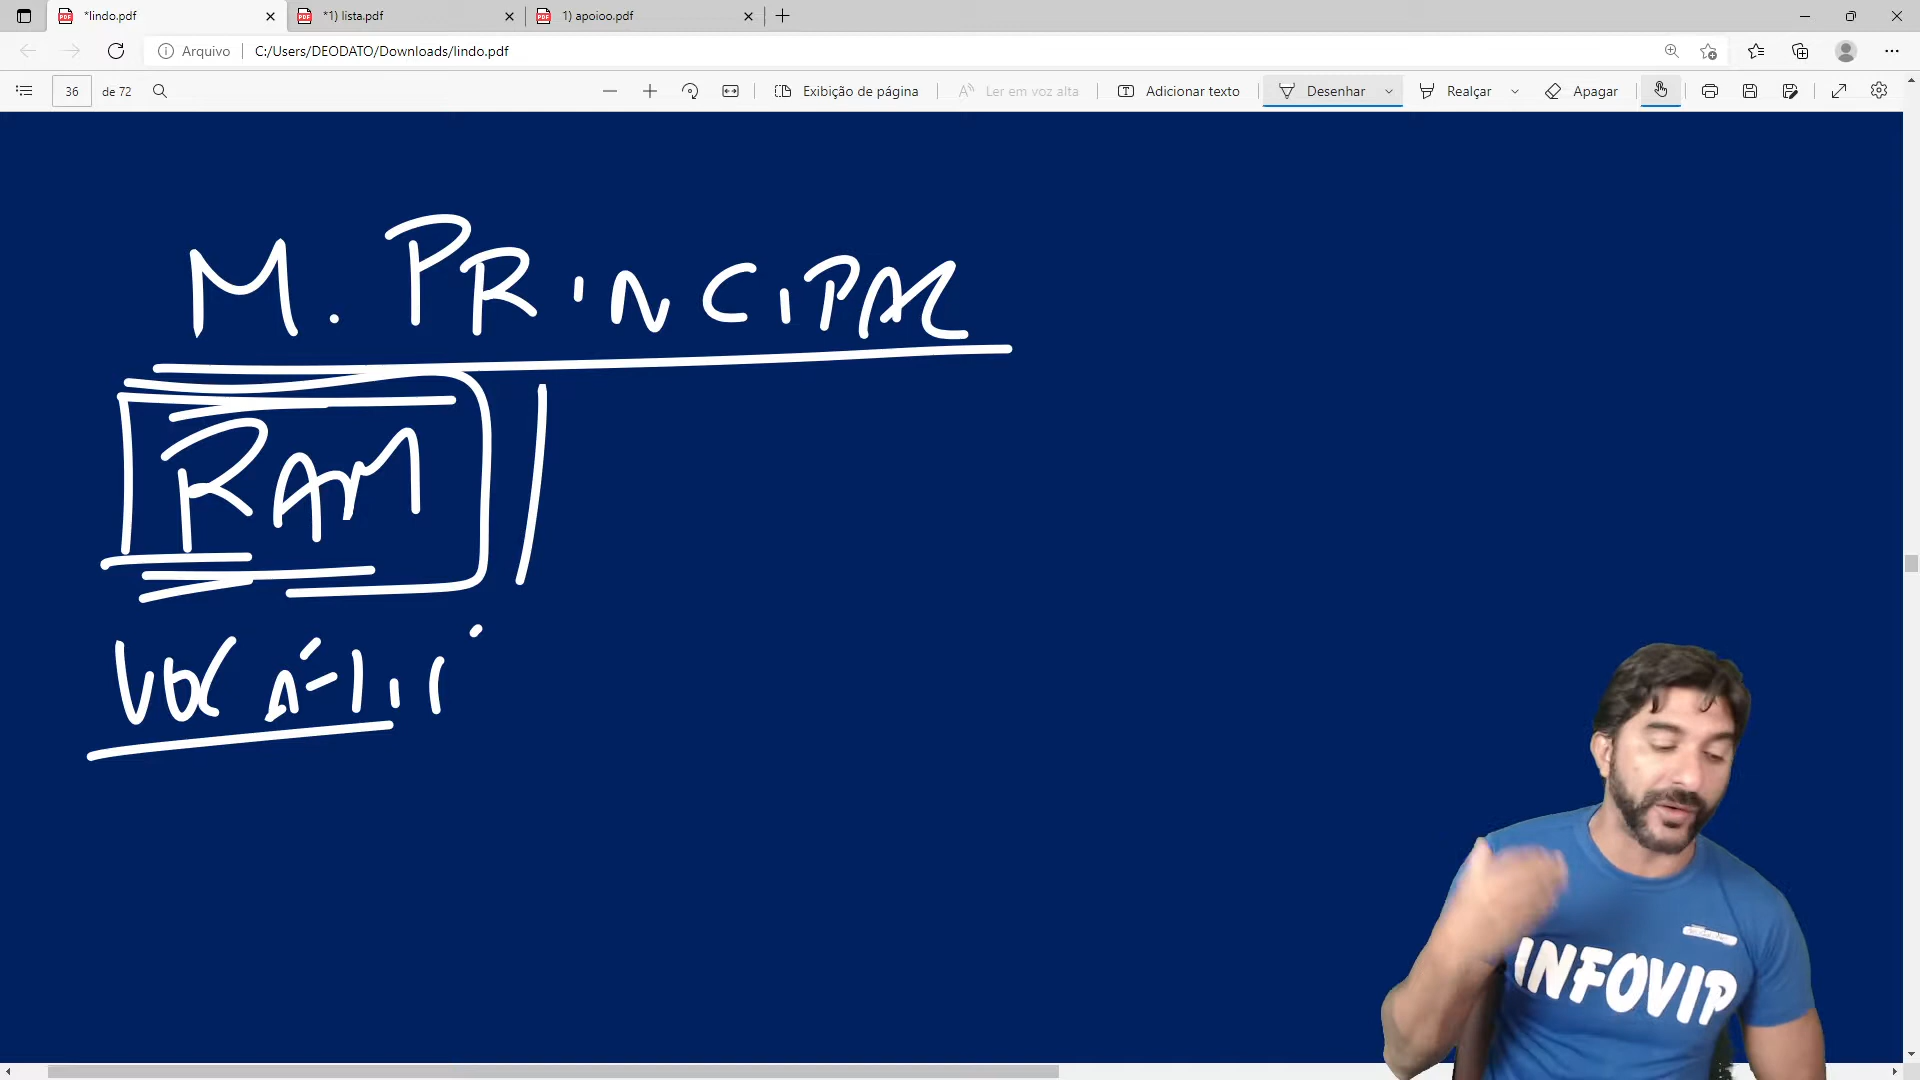 *lindo.pdf
*1) lista.pdf
1) apoioo.pdf
Arquivo
C:/Users/DEODATO/Downloads/lindo.pdf
36 de 72
Exibição de página
Ler em voz alta
Adicionar texto
Desenhar
Realçar
Apagar
M. PRINCIPAL
RAM
INFOVIP